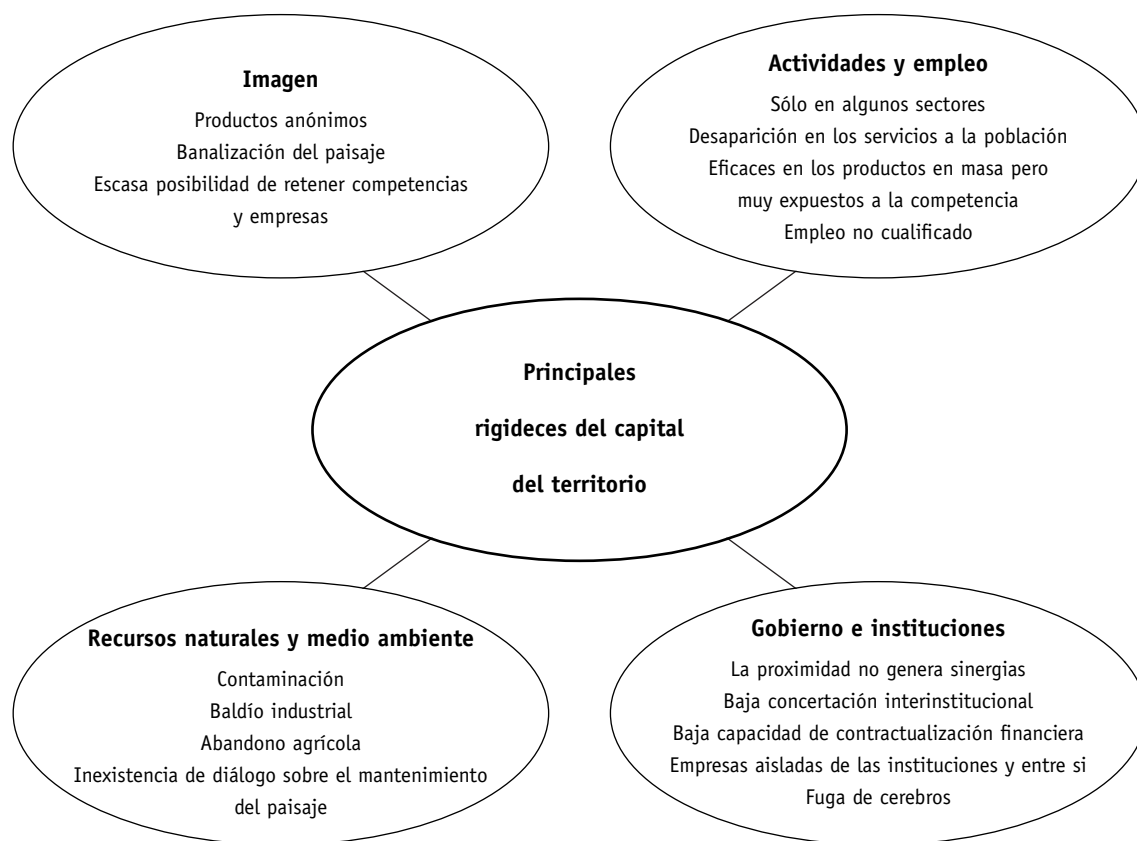 Imagen
Productos anónimos
Banalización del paisaje
Escasa posibilidad de retener competencias
y empresas
Actividades y empleo
Sólo en algunos sectores
Desaparición en los servicios a la población
Eficaces en los productos en masa pero
muy expuestos a la competencia
Empleo no cualificado
Principales
rigideces del capital
del territorio
Recursos naturales y medio ambiente
Contaminación
Baldío industrial
Abandono agrícola
Inexistencia de diálogo sobre el mantenimiento
del paisaje
Gobierno e instituciones
La proximidad no genera sinergias
Baja concertación interinstitucional
Baja capacidad de contractualización financiera
Empresas aisladas de las instituciones y entre si
Fuga de cerebros